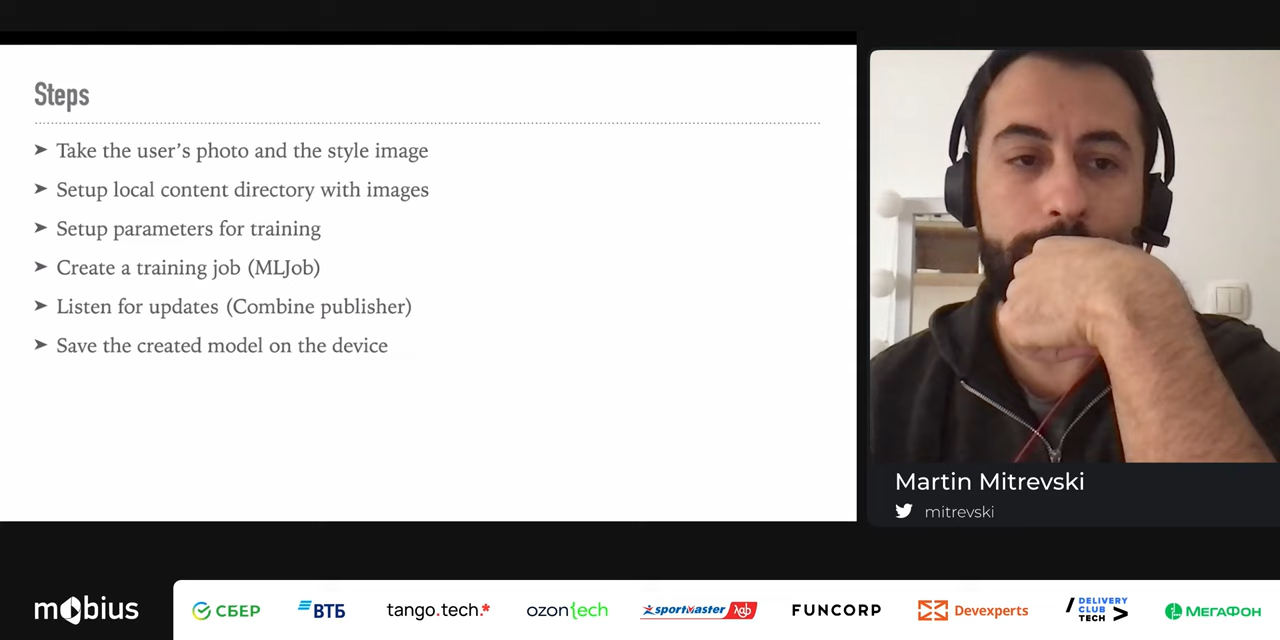 Steps
➤ Take the user’s photo and the style image
➤ Setup local content directory with images
➤ Setup parameters for training
➤ Create a training job (MLJob)
➤ Listen for updates (Combine publisher)
➤ Save the created model on the device
Martin Mitrevski
mitrevski
mobius
СБЕР
ВТБ
tango.tech.*
ozon{ech
sportmaster lab
FUNCORP
Devexperts
DELIVERY
CLUB
TECH
МЕГАФОН